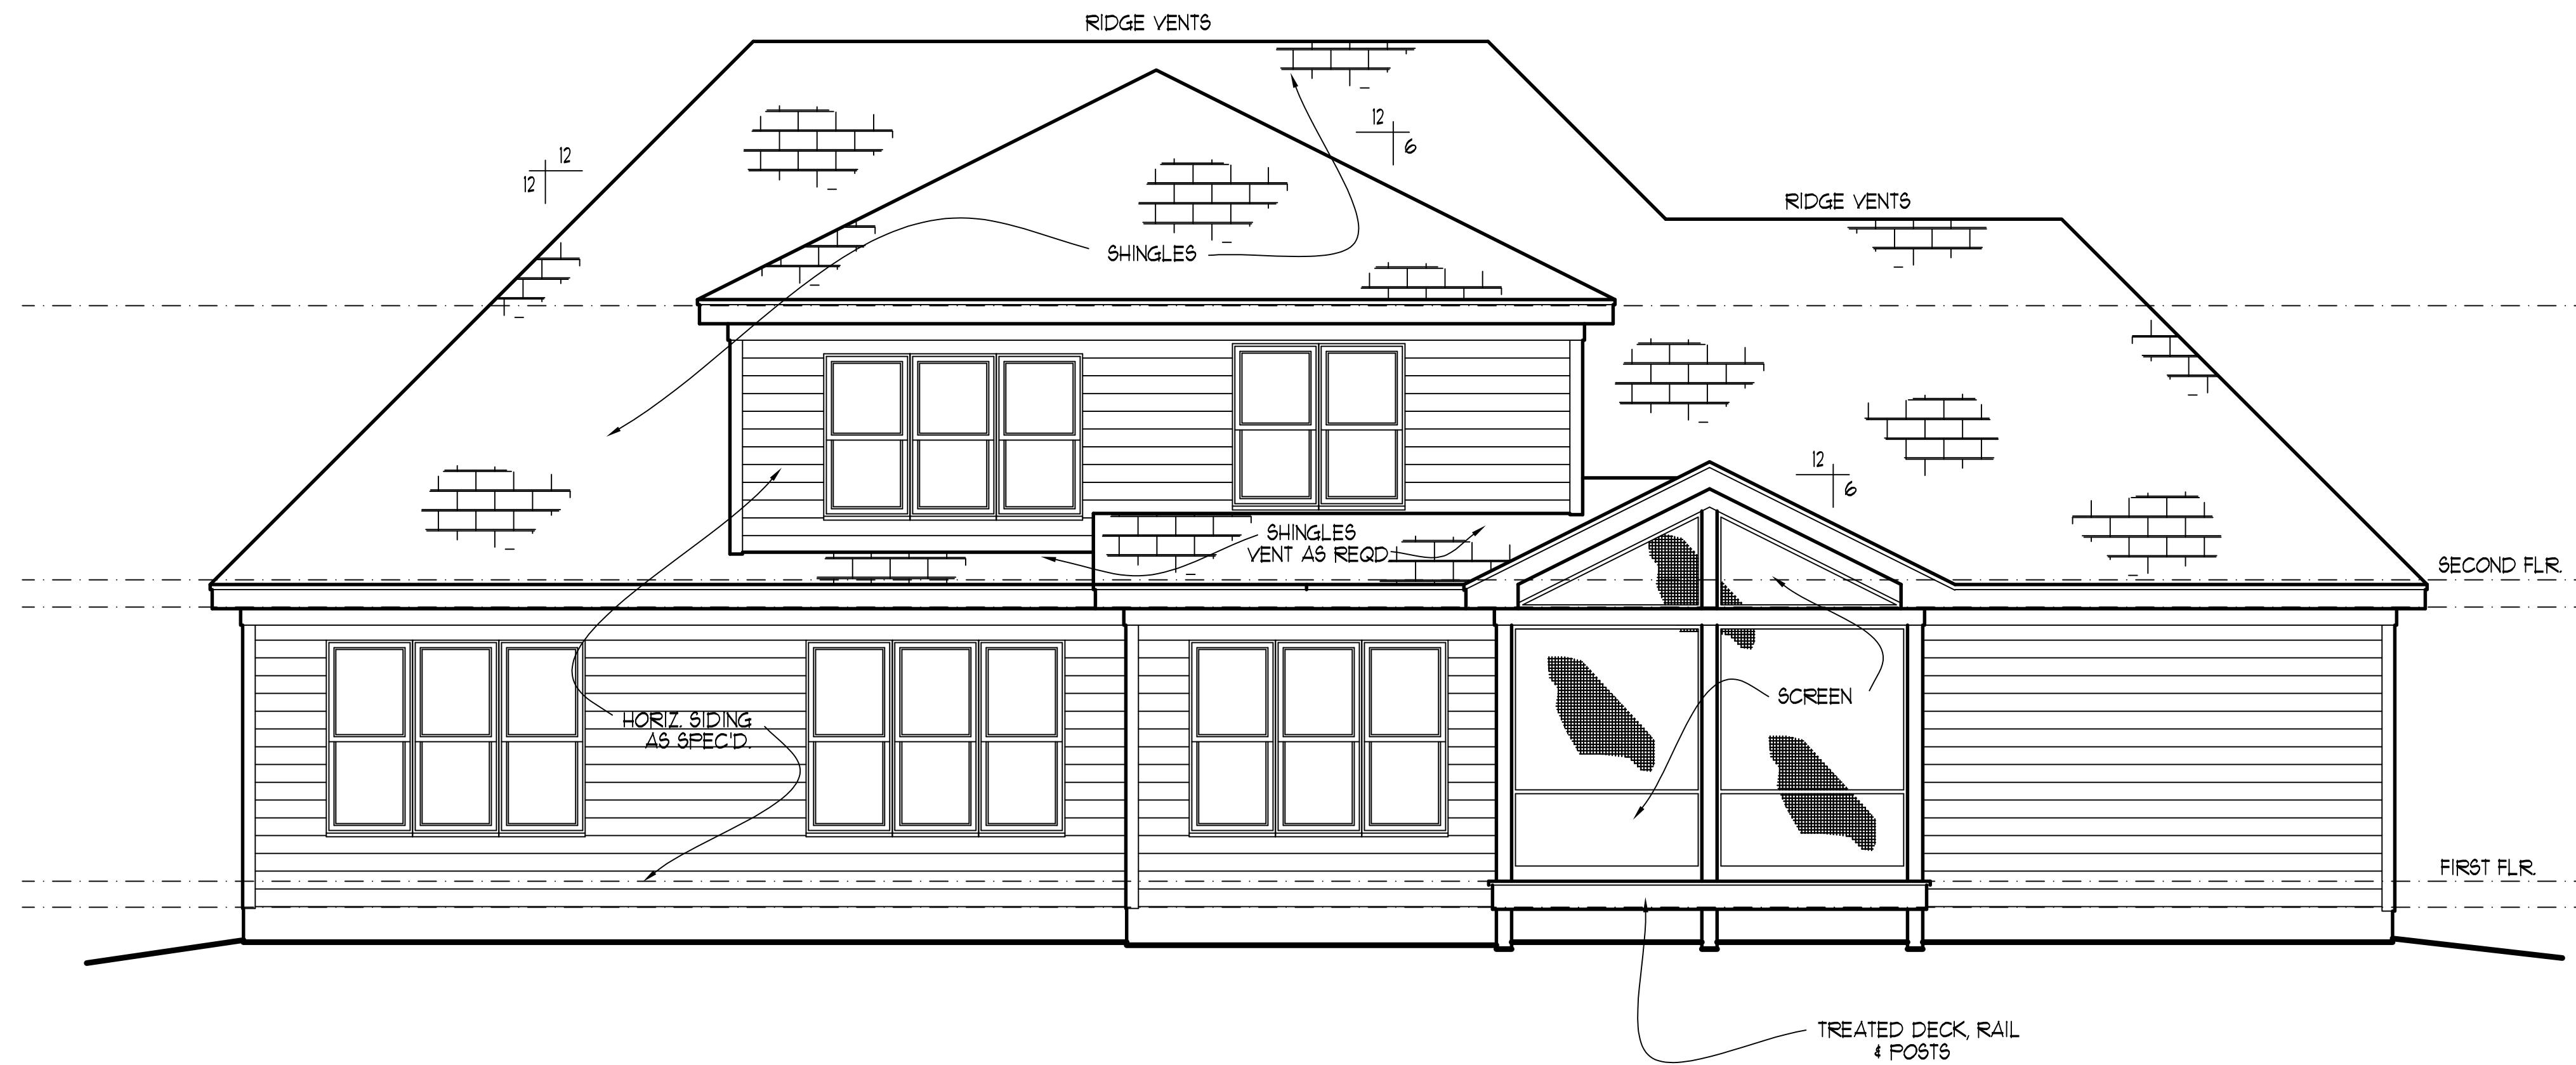 RIDGE VENTS
12
6
12
12
RIDGE VENTS
SHINGLES
12
6
SHINGLES
VENT AS REQD.
SECOND FLR.
SCREEN
HORIZ. SIDING
AS SPEC'D.
FIRST FLR.
TREATED DECK, RAIL
& POSTS